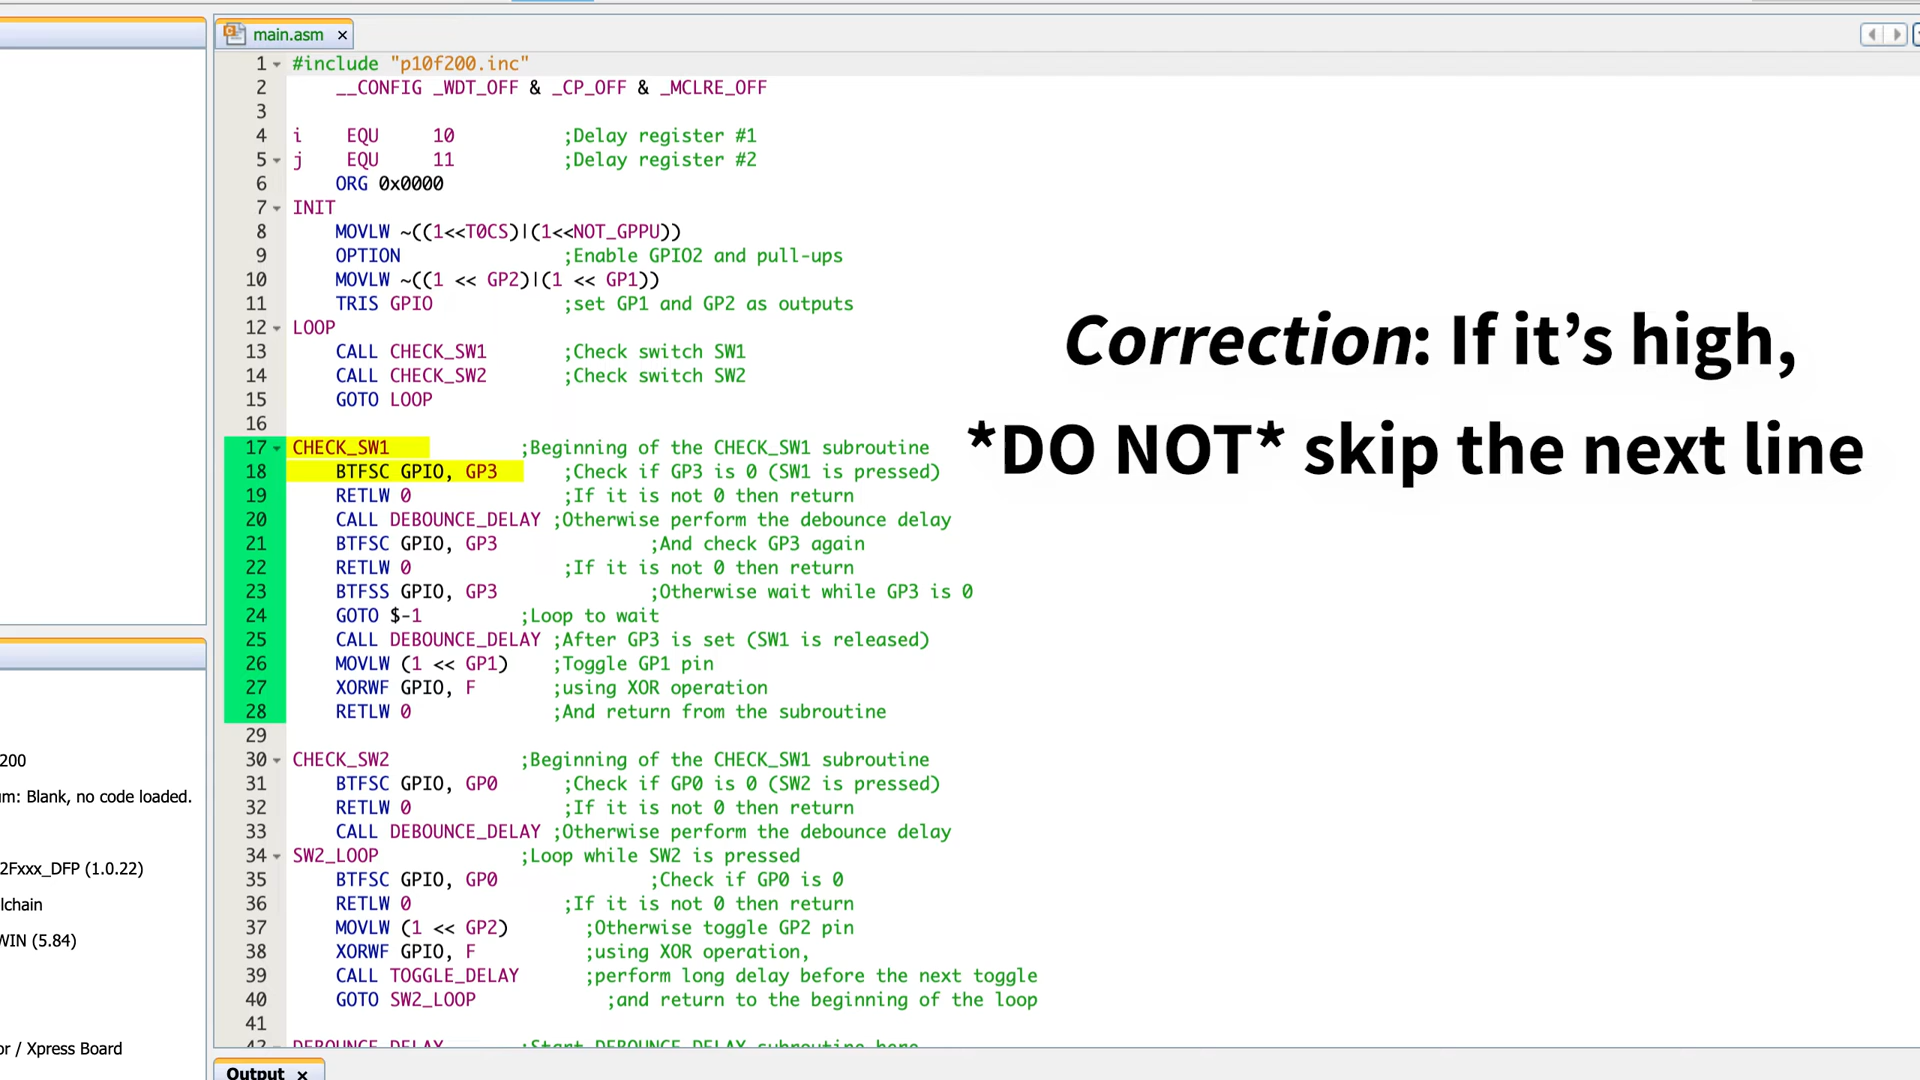 main.asm ×
1 #include "p10f200.inc"
2 __CONFIG _WDT_OFF & _CP_OFF & _MCLRE_OFF
3
4 i EQU 10 ;Delay register #1
5 j EQU 11 ;Delay register #2
6 ORG 0x0000
7 INIT
8 MOVLW ~((1<<T0CS)|(1<<NOT_GPPU))
9 OPTION ;Enable GPIO2 and pull-ups
10 MOVLW ~((1 << GP2)|(1 << GP1))
11 TRIS GPIO ;set GP1 and GP2 as outputs
12 LOOP
13 CALL CHECK_SW1 ;Check switch SW1
14 CALL CHECK_SW2 ;Check switch SW2
15 GOTO LOOP
16
17 CHECK_SW1 ;Beginning of the CHECK_SW1 subroutine
18 BTFSC GPIO, GP3 ;Check if GP3 is 0 (SW1 is pressed)
19 RETLW 0 ;If it is not 0 then return
20 CALL DEBOUNCE_DELAY ;Otherwise perform the debounce delay
21 BTFSC GPIO, GP3 ;And check GP3 again
22 RETLW 0 ;If it is not 0 then return
23 BTFSS GPIO, GP3 ;Otherwise wait while GP3 is 0
24 GOTO $-1 ;Loop to wait
25 CALL DEBOUNCE_DELAY ;After GP3 is set (SW1 is released)
26 MOVLW (1 << GP1) ;Toggle GP1 pin
27 XORWF GPIO, F ;using XOR operation
28 RETLW 0 ;And return from the subroutine
29
30 CHECK_SW2 ;Beginning of the CHECK_SW1 subroutine
31 BTFSC GPIO, GP0 ;Check if GP0 is 0 (SW2 is pressed)
32 RETLW 0 ;If it is not 0 then return
33 CALL DEBOUNCE_DELAY ;Otherwise perform the debounce delay
34 SW2_LOOP ;Loop while SW2 is pressed
35 BTFSC GPIO, GP0 ;Check if GP0 is 0
36 RETLW 0 ;If it is not 0 then return
37 MOVLW (1 << GP2) ;Otherwise toggle GP2 pin
38 XORWF GPIO, F ;using XOR operation,
39 CALL TOGGLE_DELAY ;perform long delay before the next toggle
40 GOTO SW2_LOOP ;and return to the beginning of the loop
41
42 DEBOUNCE_DELAY ;Start DEBOUNCE_DELAY subroutine here
Correction: If it's high,
*DO NOT* skip the next line
200
m: Blank, no code loaded.
2Fxxx_DFP (1.0.22)
lchain
WIN (5.84)
or / Xpress Board
Output ×